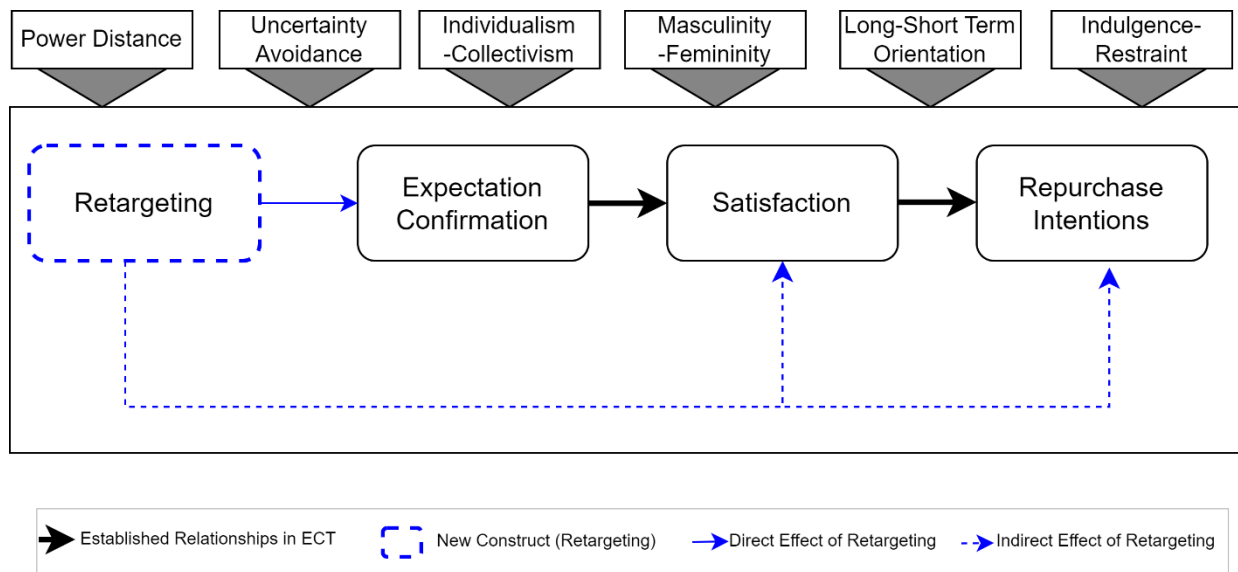 Power Distance
Uncertainty
Avoidance
Individualism
-Collectivism
Masculinity
-Femininity
Long-Short Term
Orientation
Indulgence-
Restraint
Retargeting
Expectation
Confirmation
Satisfaction
Repurchase
Intentions
Established Relationships in ECT
New Construct (Retargeting)
Direct Effect of Retargeting
Indirect Effect of Retargeting